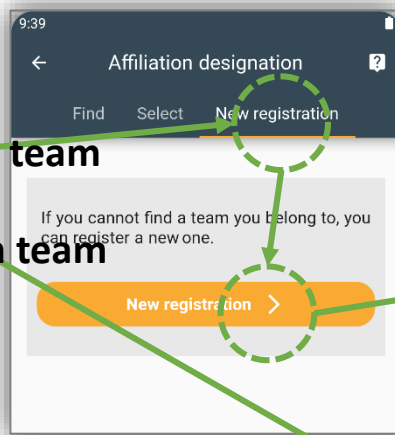 9:39
Affiliation designation
Find Select New registration
team
If you cannot find a team you belong to, you
can register a new one.
team
New registration